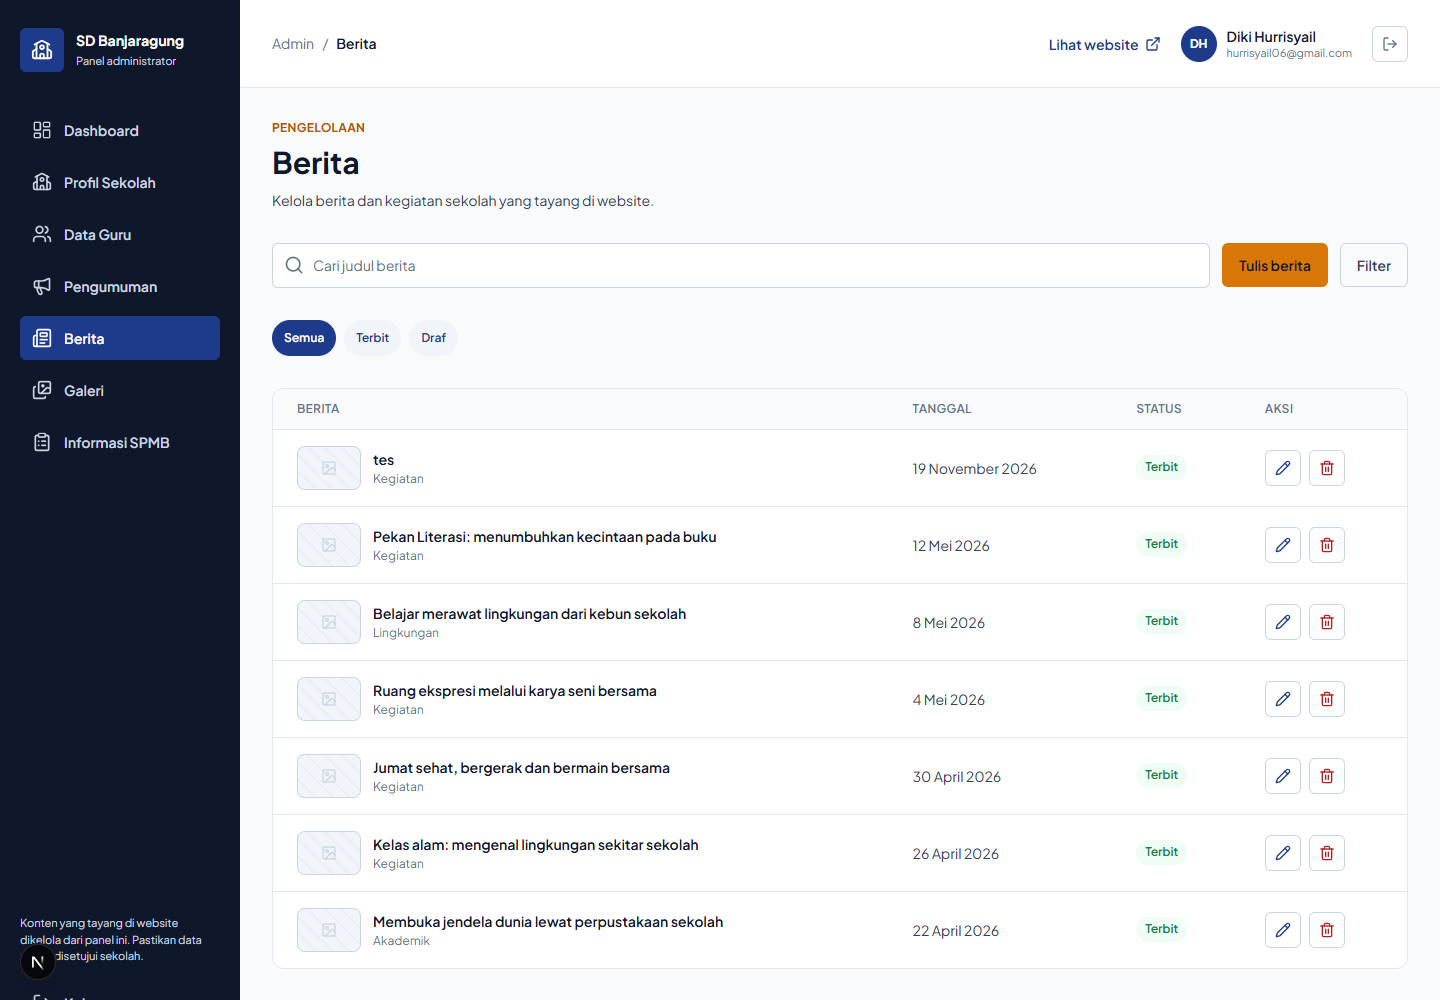 SD Banjaragung
Panel administrator
Dashboard
Profil Sekolah
Data Guru
Pengumuman
Berita
Galeri
Informasi SPMB
Konten yang tayang di website
dikelola dari panel ini. Pastikan data
disetujui sekolah.
N
Admin / Berita
Lihat website
DH
Diki Hurrisyail
hurrisyail06@gmail.com
PENGELOLAAN
Berita
Kelola berita dan kegiatan sekolah yang tayang di website.
Cari judul berita
Tulis berita
Filter
Semua
Terbit
Draf
BERITA TANGGAL STATUS AKSI
tes
Kegiatan
19 November 2026
Terbit
Pekan Literasi: menumbuhkan kecintaan pada buku
Kegiatan
12 Mei 2026
Terbit
Belajar merawat lingkungan dari kebun sekolah
Lingkungan
8 Mei 2026
Terbit
Ruang ekspresi melalui karya seni bersama
Kegiatan
4 Mei 2026
Terbit
Jumat sehat, bergerak dan bermain bersama
Kegiatan
30 April 2026
Terbit
Kelas alam: mengenal lingkungan sekitar sekolah
Kegiatan
26 April 2026
Terbit
Membuka jendela dunia lewat perpustakaan sekolah
Akademik
22 April 2026
Terbit